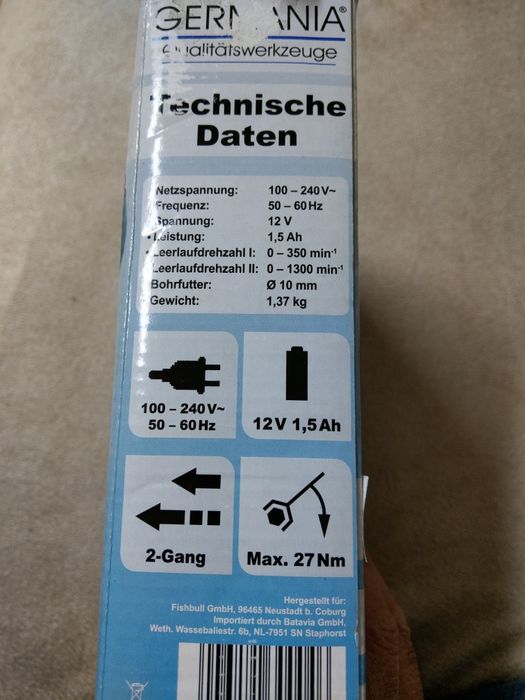 GERMANIA®
Qualitätswerkzeuge
Technische
Daten
Netzspannung: 100 – 240 V~
Frequenz: 50 – 60 Hz
Spannung: 12 V
Leistung: 1,5 Ah
Leerlaufdrehzahl I: 0 – 350 min⁻¹
Leerlaufdrehzahl II: 0 – 1300 min⁻¹
Bohrfutter: Ø 10 mm
Gewicht: 1,37 kg
100 – 240 V~
50 – 60 Hz
12 V 1,5 Ah
2-Gang
Max. 27 Nm
Hergestellt für:
Fishbull GmbH, 96465 Neustadt b. Coburg
Importiert durch Batavia GmbH.
Weth. Wassebaliestr. 6b, NL-7951 SN Staphorst